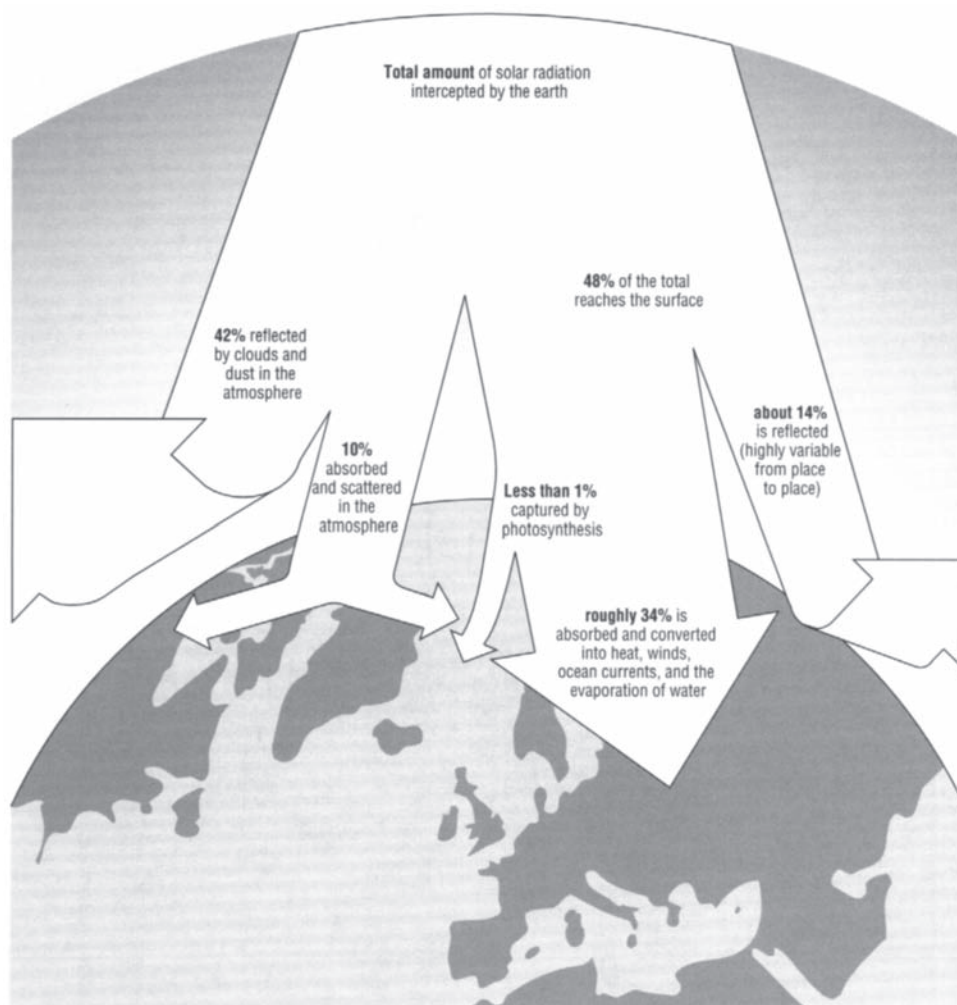 Total amount of solar radiation
intercepted by the earth
48% of the total
reaches the surface
42% reflected
by clouds and
dust in the
atmosphere
about 14%
is reflected
(highly variable
from place
to place)
10%
absorbed
and scattered
in the
atmosphere
Less than 1%
captured by
photosynthesis
roughly 34% is
absorbed and converted
into heat, winds,
ocean currents, and the
evaporation of water